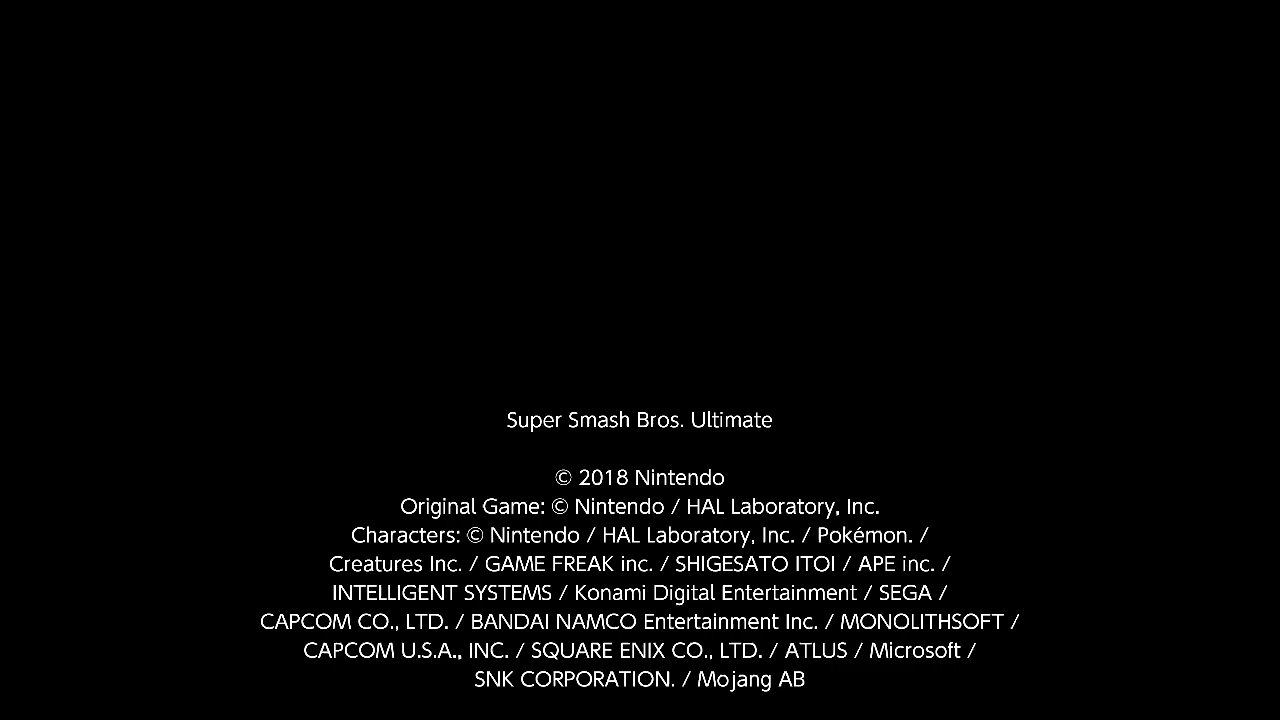 Super Smash Bros. Ultimate
© 2018 Nintendo
Original Game: © Nintendo / HAL Laboratory, Inc.
Characters: © Nintendo / HAL Laboratory, Inc. / Pokémon. /
Creatures Inc. / GAME FREAK inc. / SHIGESATO ITOI / APE inc. /
INTELLIGENT SYSTEMS / Konami Digital Entertainment / SEGA /
CAPCOM CO., LTD. / BANDAI NAMCO Entertainment Inc. / MONOLITHSOFT /
CAPCOM U.S.A., INC. / SQUARE ENIX CO., LTD. / ATLUS / Microsoft /
SNK CORPORATION. / Mojang AB